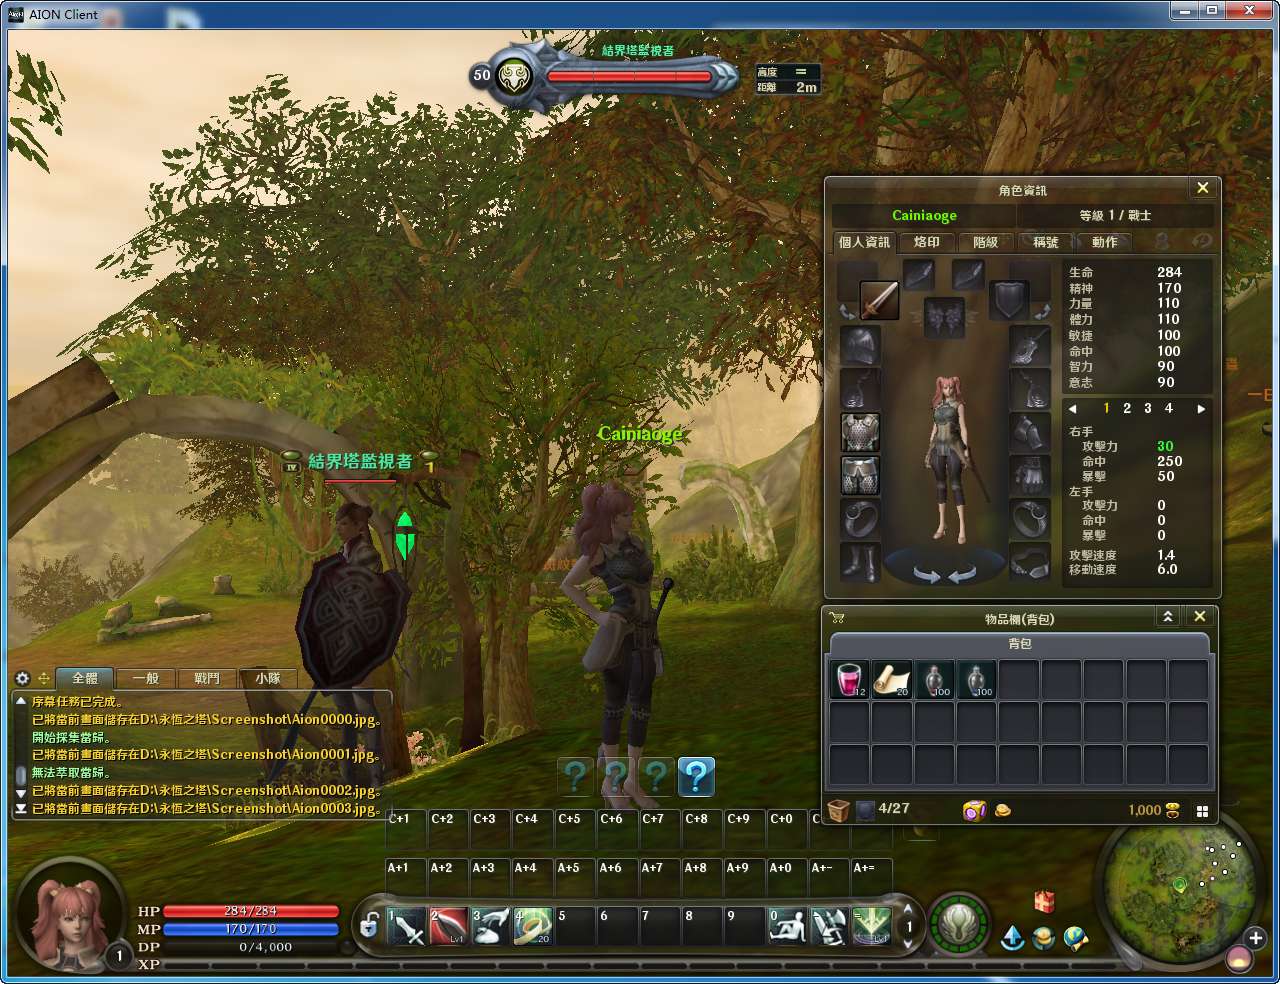 AION Client
結界塔監視者
50
高度 =
距離 2m
角色資訊
Cainiaoge
等級 1 / 戰士
個人資訊 烙印 階級 稱號 動作
生命 284
精神 170
力量 110
體力 110
敏捷 100
命中 100
智力 90
意志 90
1 2 3 4
右手
攻擊力 30
命中 250
暴擊 50
左手
攻擊力 0
命中 0
暴擊 0
攻擊速度 1.4
移動速度 6.0
Cainiaoge
IV 結界塔監視者 1
物品欄(背包)
背包
12 20 100 100
4/27
1,000
全體 一般 戰鬥 小隊
序幕任務已完成。
已將當前畫面儲存在D:\永恆之塔\Screenshot\Aion0000.jpg。
開始採集當歸。
已將當前畫面儲存在D:\永恆之塔\Screenshot\Aion0001.jpg。
無法萃取當歸。
已將當前畫面儲存在D:\永恆之塔\Screenshot\Aion0002.jpg。
已將當前畫面儲存在D:\永恆之塔\Screenshot\Aion0003.jpg。
? ? ? ?
C+1 C+2 C+3 C+4 C+5 C+6 C+7 C+8 C+9 C+0
A+1 A+2 A+3 A+4 A+5 A+6 A+7 A+8 A+9 A+0 A+- A+=
1 2 3 4 5 6 7 8 9 0 - =
Lv1 20 Lv1
1
HP 284/284
MP 170/170
DP 0/4,000
XP
1